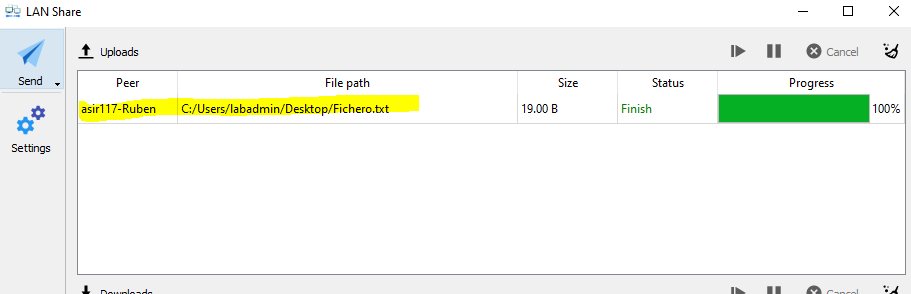 LAN Share
Uploads Cancel
Send
Peer File path Size Status Progress
asir117-Ruben C:/Users/labadmin/Desktop/Fichero.txt 19.00 B Finish 100%
Settings
Downloads Cancel